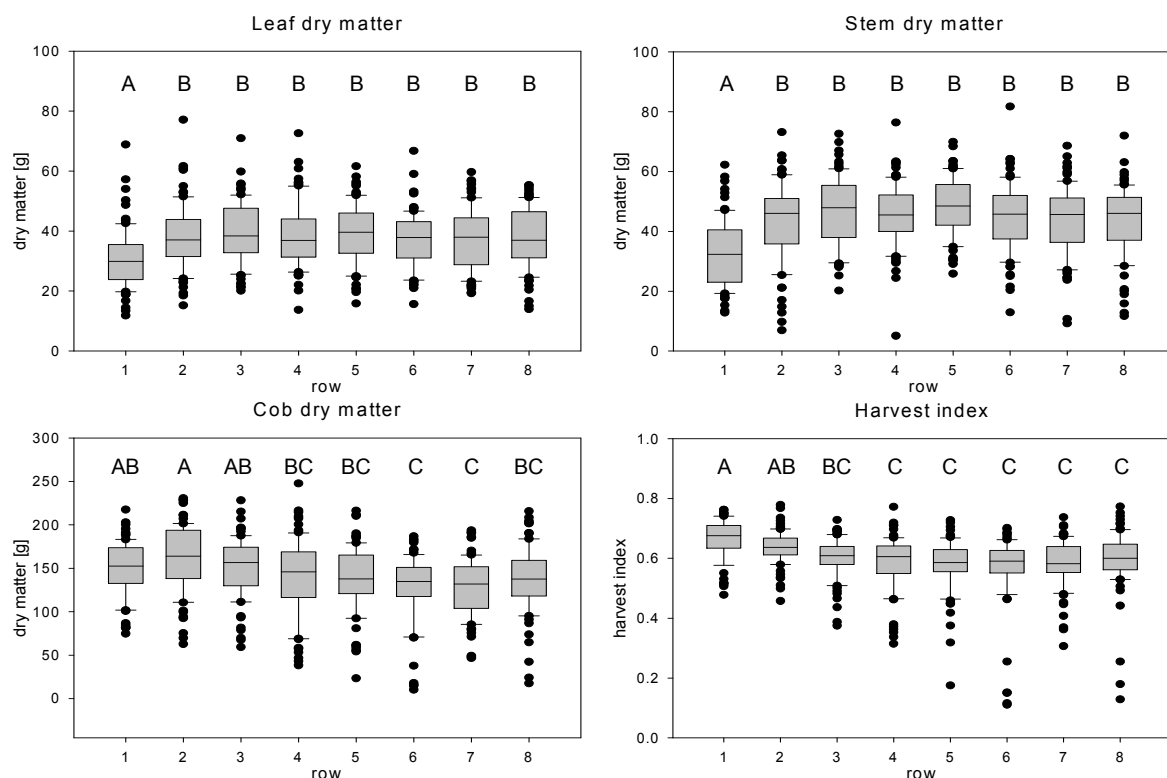 Leaf dry matter
100
80
60
40
20
0
dry matter [g]
A B B B B B B B
1 2 3 4 5 6 7 8
row
Stem dry matter
100
80
60
40
20
0
dry matter [g]
A B B B B B B B
1 2 3 4 5 6 7 8
row
Cob dry matter
300
250
200
150
100
50
0
dry matter [g]
AB A AB BC BC C C BC
1 2 3 4 5 6 7 8
row
Harvest index
1.0
0.8
0.6
0.4
0.2
0.0
harvest index
A AB BC C C C C C
1 2 3 4 5 6 7 8
row